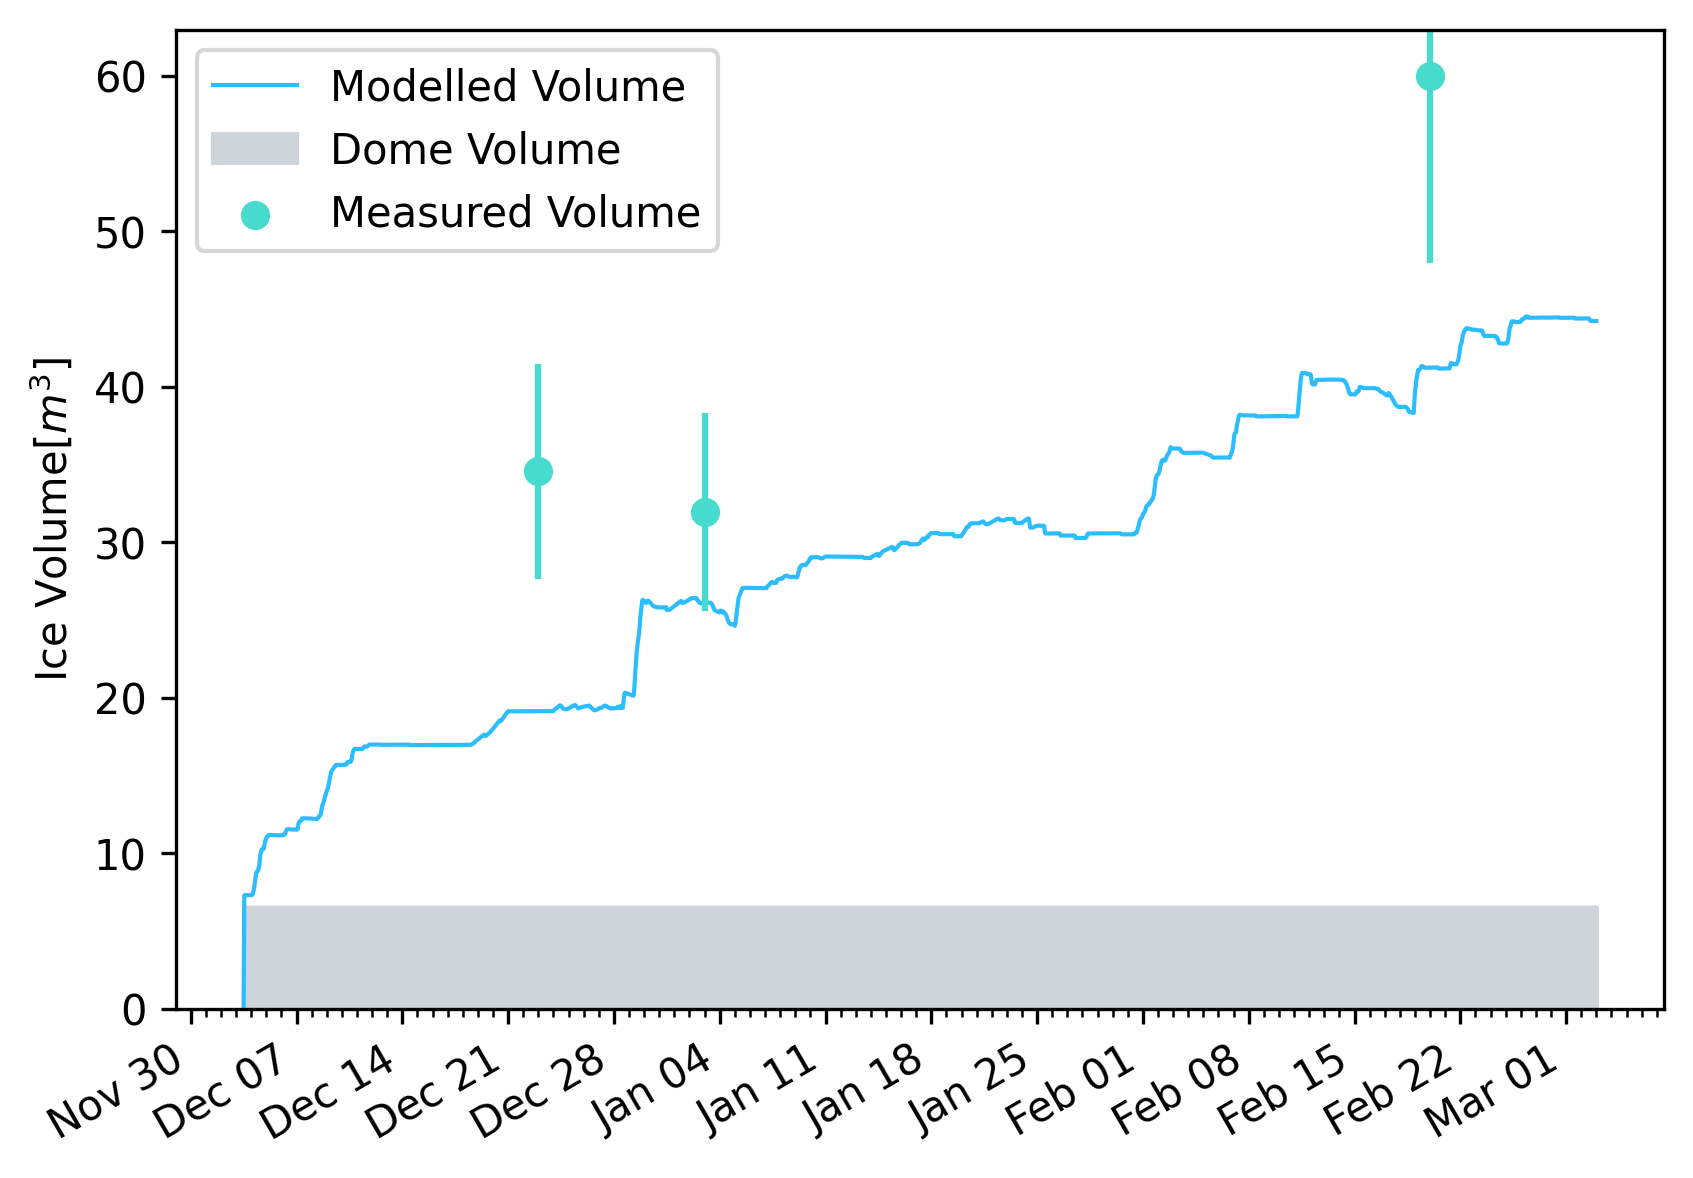 60
50
40
30
20
10
0
Ice Volume[m³]
Modelled Volume
Dome Volume
Measured Volume
Nov 30
Dec 07
Dec 14
Dec 21
Dec 28
Jan 04
Jan 11
Jan 18
Jan 25
Feb 01
Feb 08
Feb 15
Feb 22
Mar 01